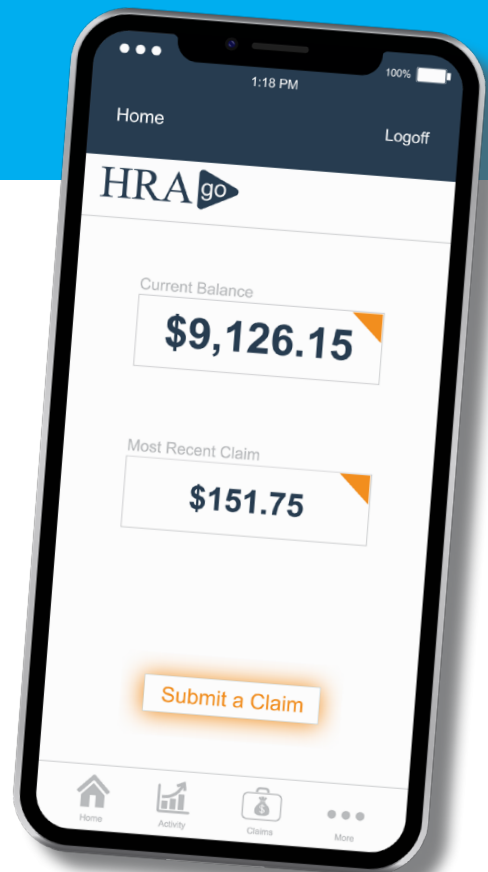 1:18 PM
100%
Home
Logoff
HRA go
Current Balance
$9,126.15
Most Recent Claim
$151.75
Submit a Claim
Home
Activity
$
Claims
More